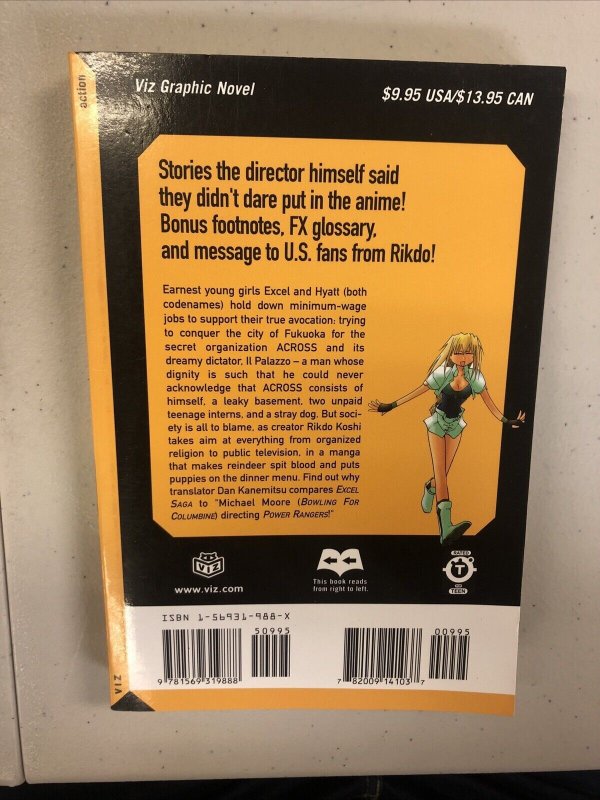 action
Viz Graphic Novel
$9.95 USA/$13.95 CAN
Stories the director himself said
they didn't dare put in the anime!
Bonus footnotes, FX glossary,
and message to U.S. fans from Rikdo!
Earnest young girls Excel and Hyatt (both
codenames) hold down minimum-wage
jobs to support their true avocation: trying
to conquer the city of Fukuoka for the
secret organization ACROSS and its
dreamy dictator, Il Palazzo – a man whose
dignity is such that he could never
acknowledge that ACROSS consists of
himself, a leaky basement, two unpaid
teenage interns, and a stray dog. But soci-
ety is all to blame, as creator Rikdo Koshi
takes aim at everything from organized
religion to public television, in a manga
that makes reindeer spit blood and puts
puppies on the dinner menu. Find out why
translator Dan Kanemitsu compares EXCEL
SAGA to "Michael Moore (BOWLING FOR
COLUMBINE) directing POWER RANGERS!"
VIZ
www.viz.com
This book reads
from right to left.
RATED
T
FOR
TEEN
ISBN 1-56931-988-X
50995
9 781569 319888
00995
7 82009 14103 7
VIZ